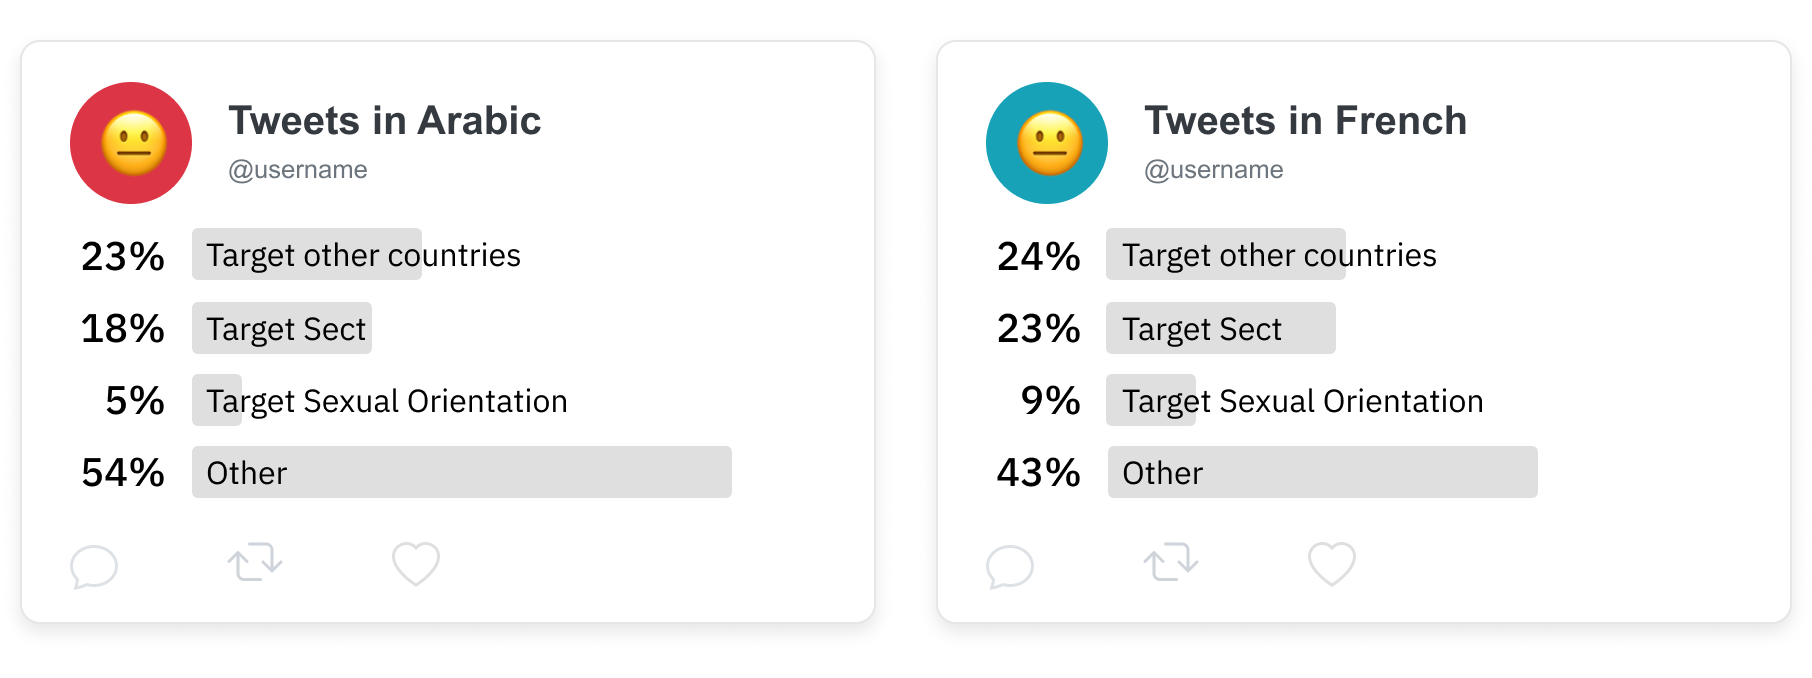 Tweets in Arabic
@username
23% Target other countries
18% Target Sect
5% Target Sexual Orientation
54% Other
Tweets in French
@username
24% Target other countries
23% Target Sect
9% Target Sexual Orientation
43% Other